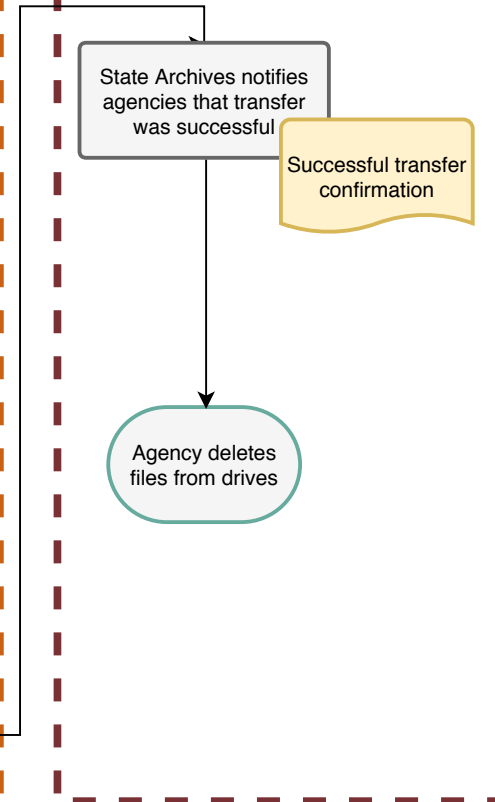 State Archives notifies
agencies that transfer
was successful
Successful transfer
confirmation
Agency deletes
files from drives